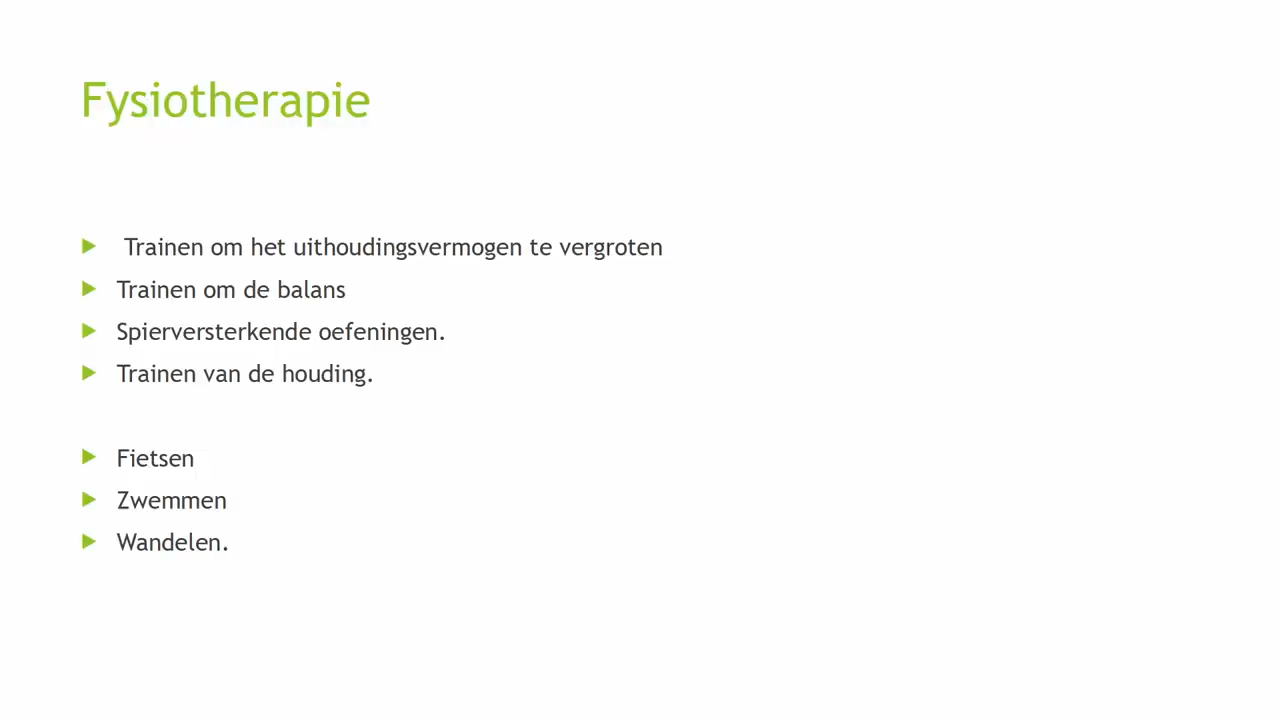 Fysiotherapie
Trainen om het uithoudingsvermogen te vergroten
Trainen om de balans
Spierversterkende oefeningen.
Trainen van de houding.
Fietsen
Zwemmen
Wandelen.